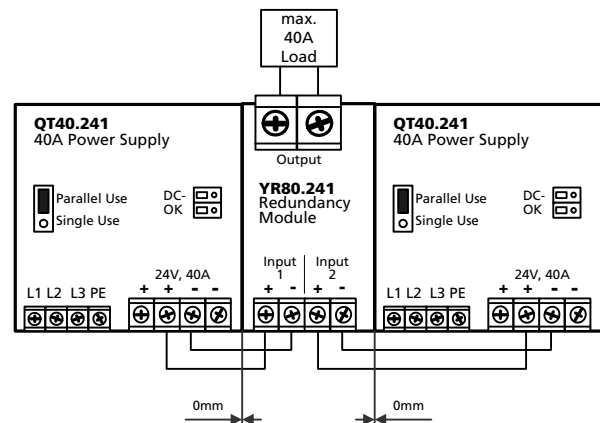 max.
40A
Load
QT40.241
40A Power Supply
Parallel Use
Single Use
DC-
OK
24V, 40A
+ + - -
L1 L2 L3 PE
Output
YR80.241
Redundancy
Module
Input
1
Input
2
+ - + -
QT40.241
40A Power Supply
Parallel Use
Single Use
DC-
OK
24V, 40A
+ + - -
L1 L2 L3 PE
0mm
0mm